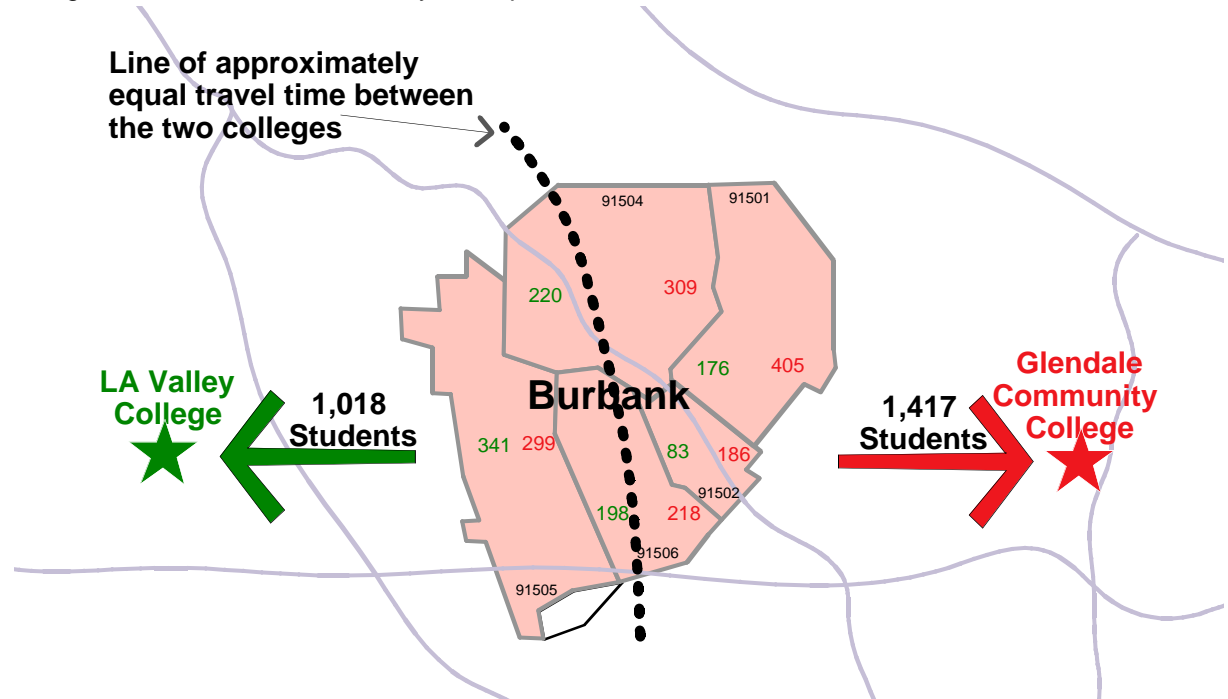 Line of approximately
equal travel time between
the two colleges
91504
91501
220
309
176
405
LA Valley
College
1,018
Students
Burbank
1,417
Students
Glendale
Community
College
341
299
83
186
91502
198
218
91506
91505